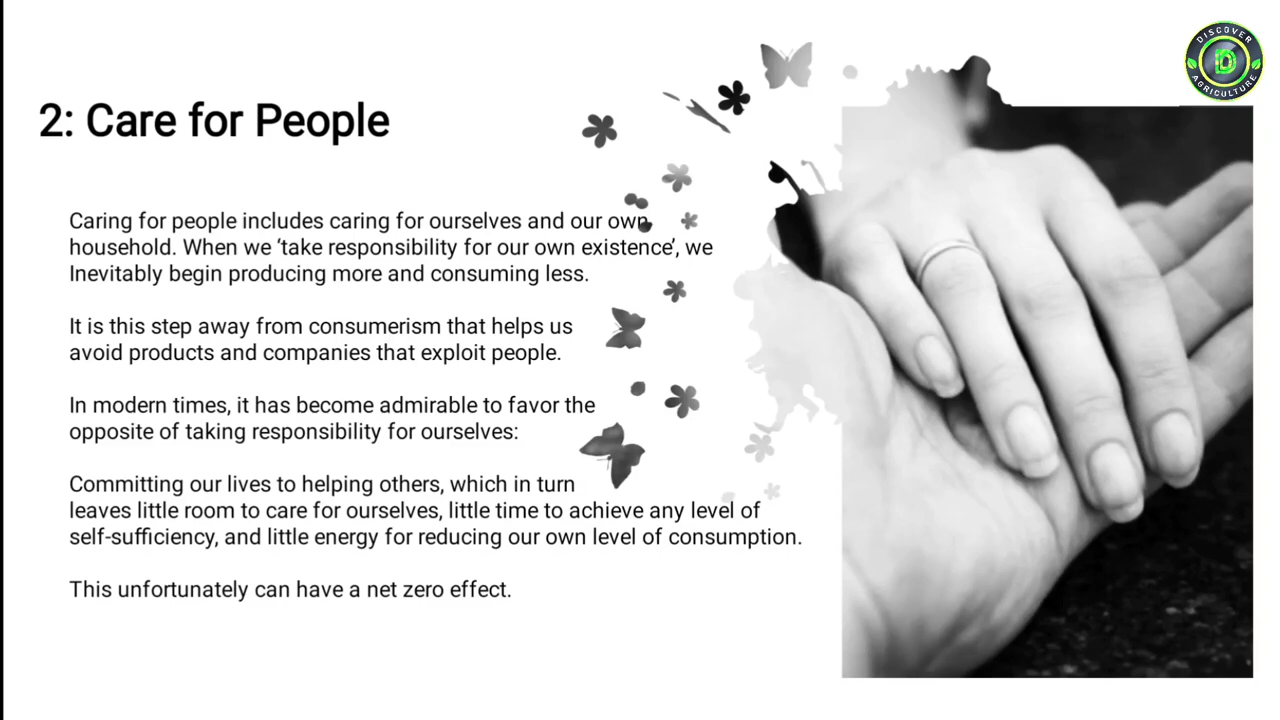 DISCOVER
D
AGRICULTURE
2: Care for People
Caring for people includes caring for ourselves and our own
household. When we ‘take responsibility for our own existence’, we
Inevitably begin producing more and consuming less.
It is this step away from consumerism that helps us
avoid products and companies that exploit people.
In modern times, it has become admirable to favor the
opposite of taking responsibility for ourselves:
Committing our lives to helping others, which in turn
leaves little room to care for ourselves, little time to achieve any level of
self-sufficiency, and little energy for reducing our own level of consumption.
This unfortunately can have a net zero effect.